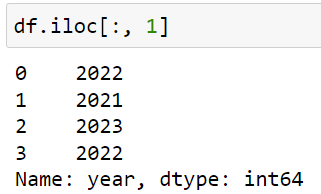 df.iloc[:, 1]
0    2022
1    2021
2    2023
3    2022
Name: year, dtype: int64